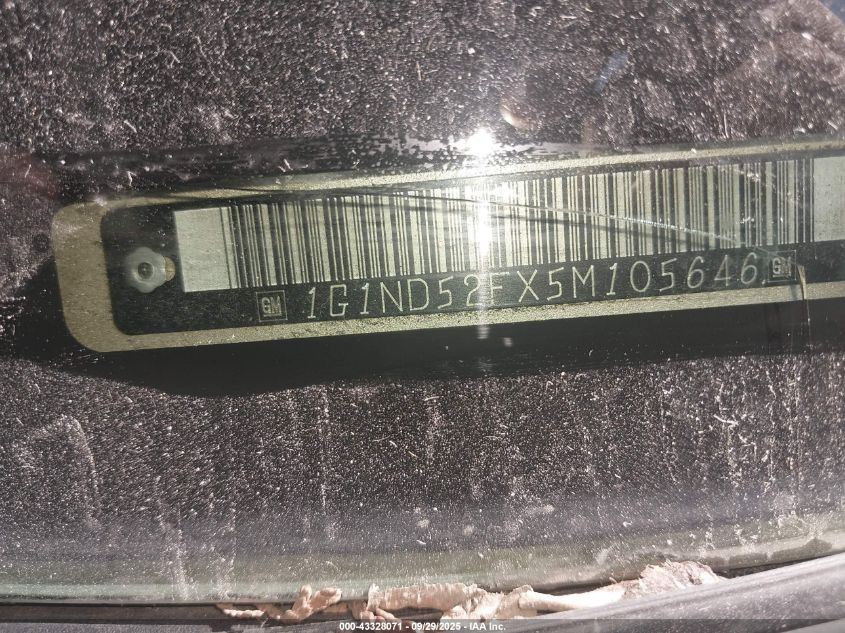 GM 1G1ND52FX5M105646 GM
000-43328071 - 09/29/2025 - IAA Inc.